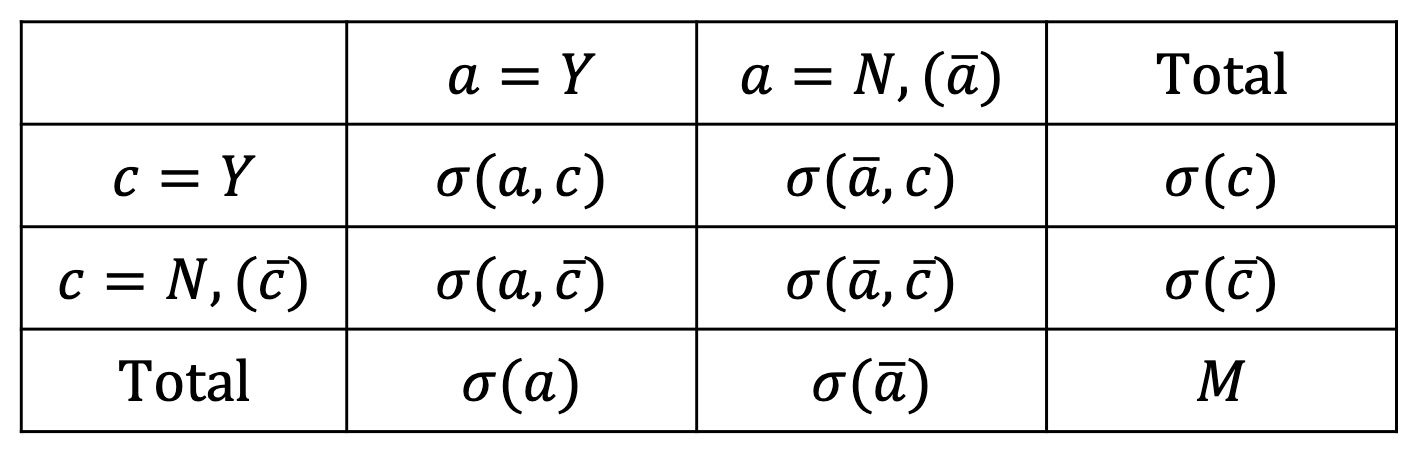 a = Y a = N, (ā) Total
c = Y σ(a, c) σ(ā, c) σ(c)
c = N, (c̄) σ(a, c̄) σ(ā, c̄) σ(c̄)
Total σ(a) σ(ā) M